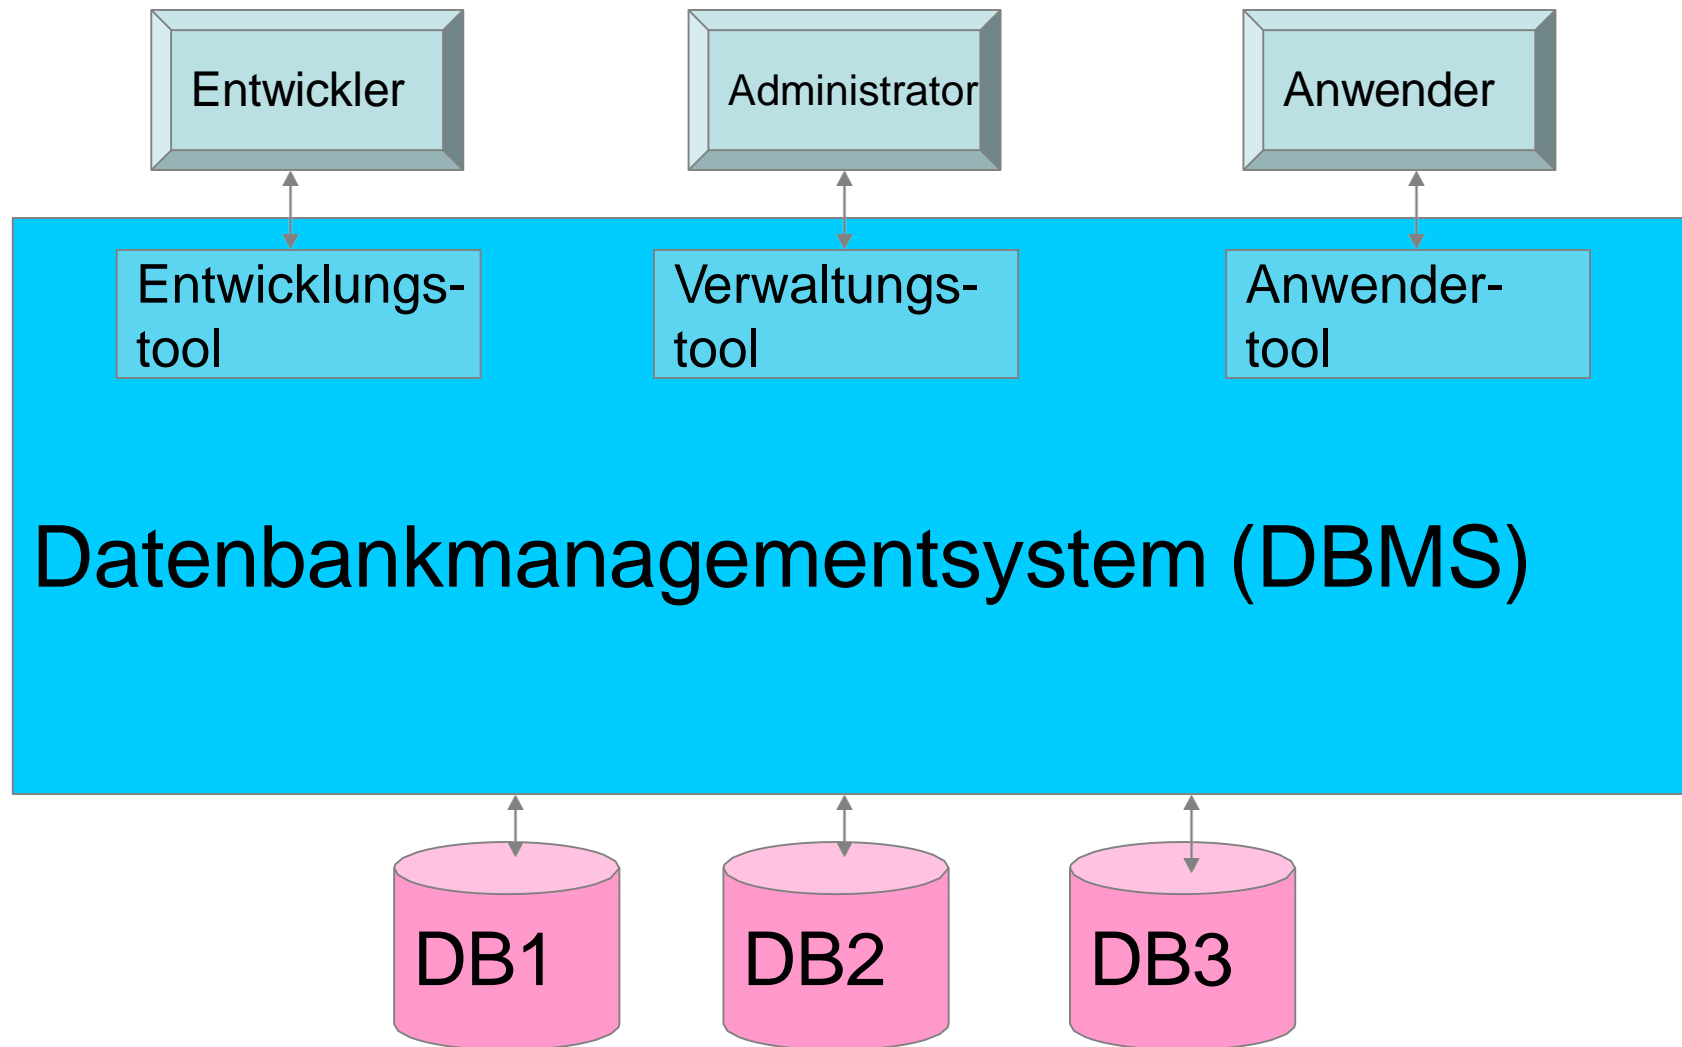 Entwickler
Administrator
Anwender
Entwicklungs-
tool
Verwaltungs-
tool
Anwender-
tool
Datenbankmanagementsystem (DBMS)
DB1
DB2
DB3